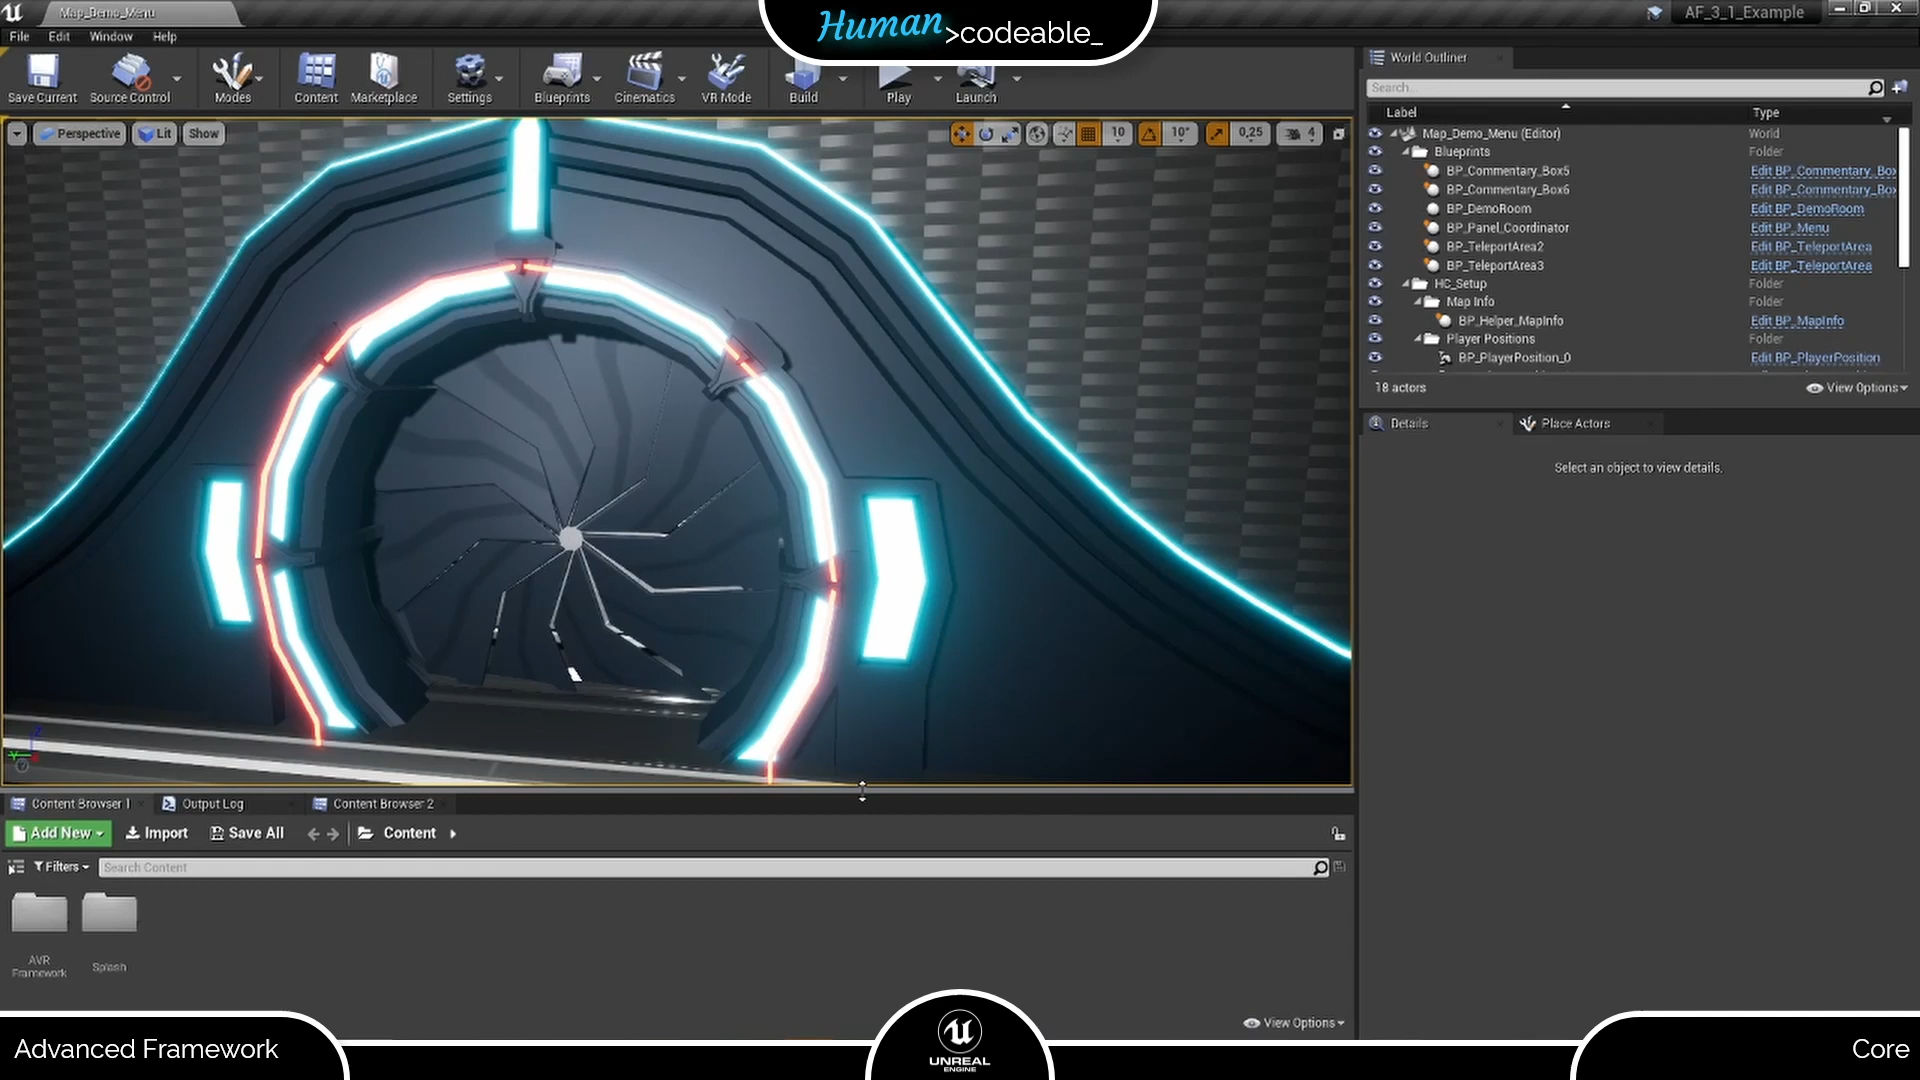 Map_Demo_Menu
Human >codeable_
AF_3_1_Example
File Edit Window Help
Save Current Source Control Modes Content Marketplace Settings Blueprints Cinematics VR Mode Build Play Launch
Perspective Lit Show
10 10° 0,25 4
World Outliner
Search...
Label Type
Map_Demo_Menu (Editor) World
Blueprints Folder
BP_Commentary_Box5 Edit BP_Commentary_Box
BP_Commentary_Box6 Edit BP_Commentary_Box
BP_DemoRoom Edit BP_DemoRoom
BP_Panel_Coordinator Edit BP_Menu
BP_TeleportArea2 Edit BP_TeleportArea
BP_TeleportArea3 Edit BP_TeleportArea
HC_Setup Folder
Map Info Folder
BP_Helper_MapInfo Edit BP_MapInfo
Player Positions Folder
BP_PlayerPosition_0 Edit BP_PlayerPosition
18 actors View Options
Details Place Actors
Select an object to view details.
Content Browser 1 Output Log Content Browser 2
Add New Import Save All Content
Filters Search Content
AVR Framework
Splash
View Options
Advanced Framework
UNREAL
ENGINE
Core